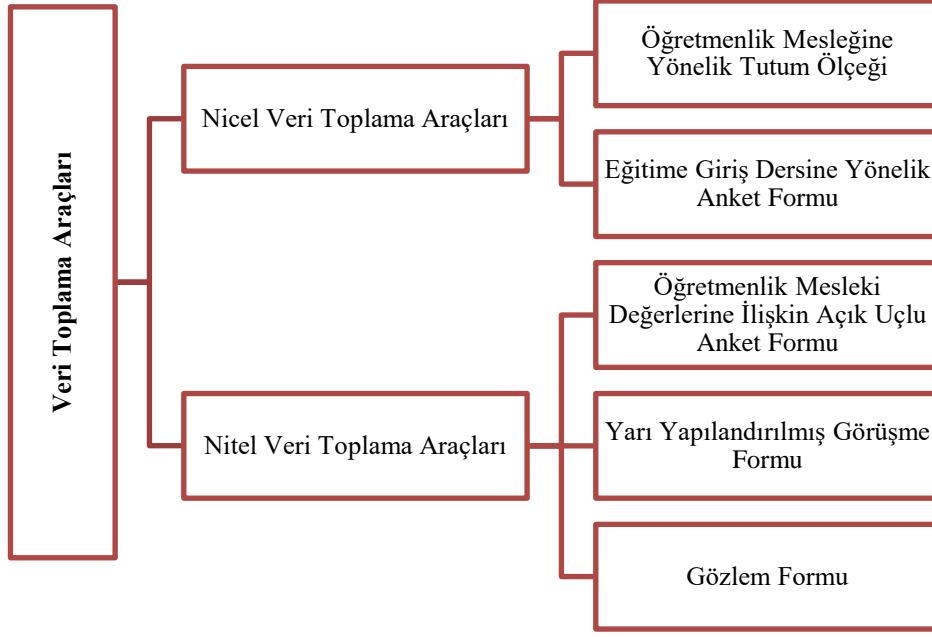 Veri Toplama Araçları
Nicel Veri Toplama Araçları
Öğretmenlik Mesleğine
Yönelik Tutum Ölçeği
Eğitime Giriş Dersine Yönelik
Anket Formu
Nitel Veri Toplama Araçları
Öğretmenlik Mesleki
Değerlerine İlişkin Açık Uçlu
Anket Formu
Yarı Yapılandırılmış Görüşme
Formu
Gözlem Formu